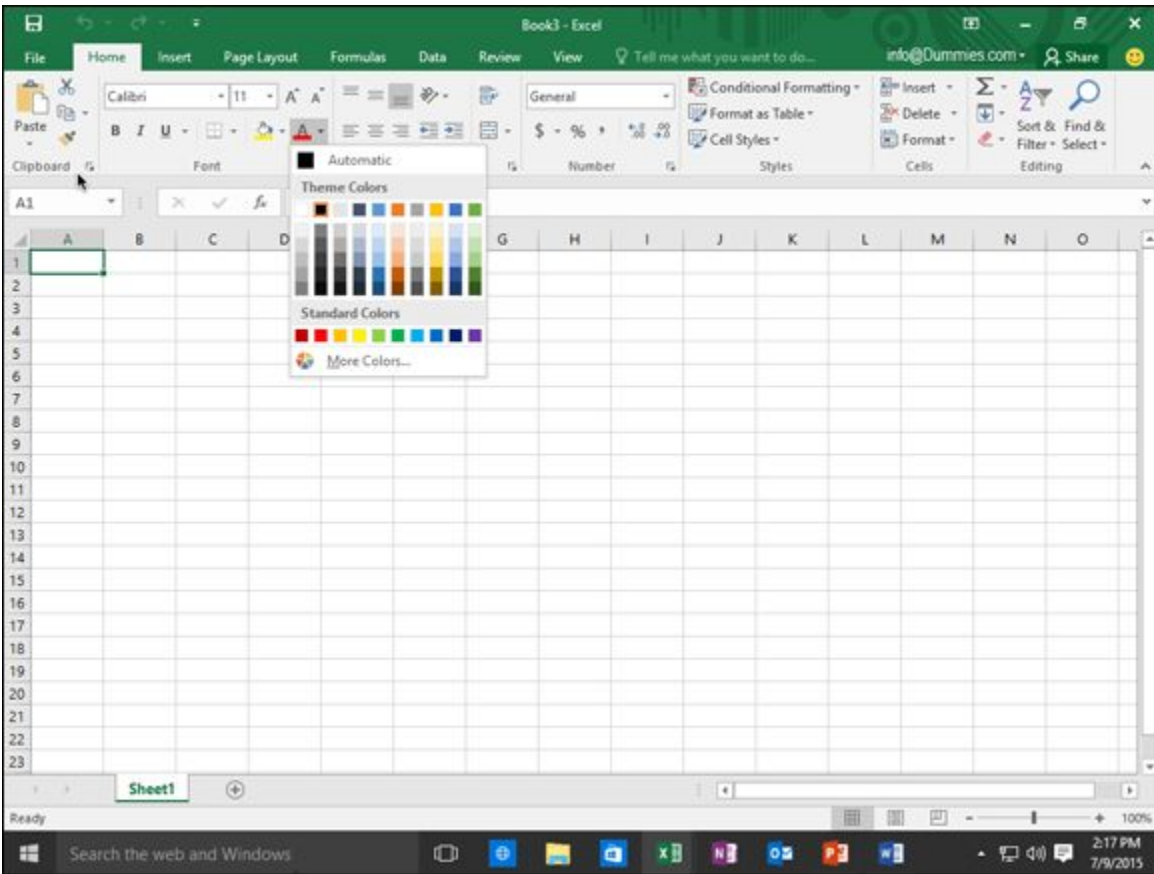 Book3 - Excel
File Home Insert Page Layout Formulas Data Review View Tell me what you want to do... info@Dummies.com Share
Calibri 11 A A General Conditional Formatting Insert Σ A Z
Format as Table Delete
Paste B I U A $ % , .00 Cell Styles Format Sort & Filter Find & Select
Clipboard Font Number Styles Cells Editing
Automatic
Theme Colors
Standard Colors
More Colors...
A1 fx
A B C D G H I J K L M N O
1
2
3
4
5
6
7
8
9
10
11
12
13
14
15
16
17
18
19
20
21
22
23
Sheet1
Ready 100%
Search the web and Windows 2:17 PM
7/9/2015